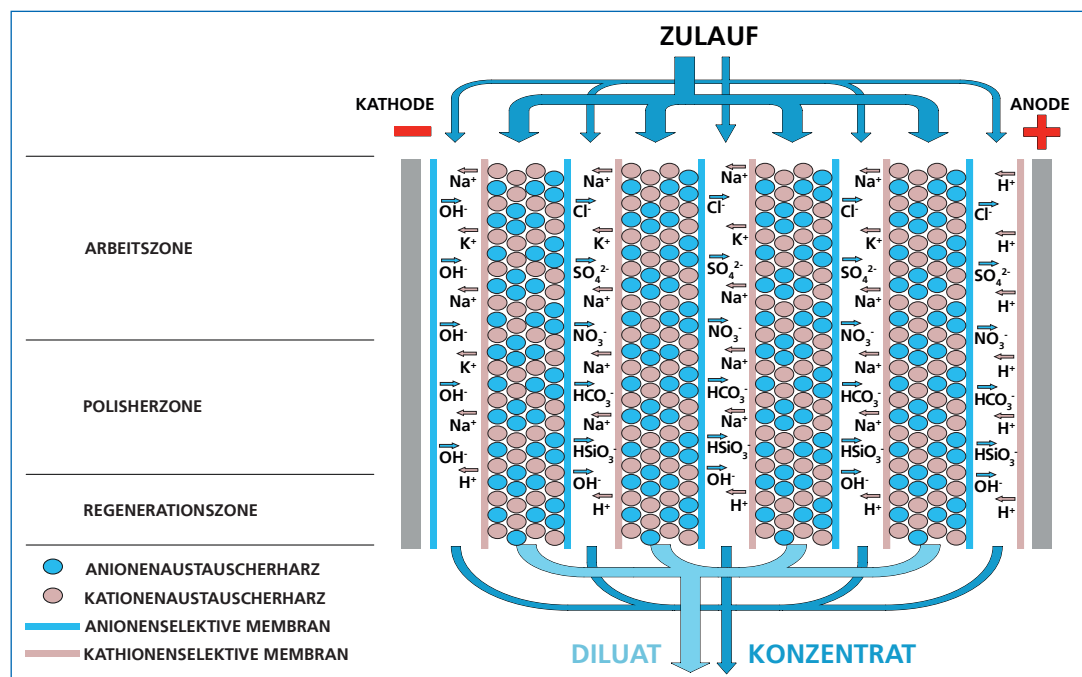 ZULAUF
KATHODE
ANODE
ARBEITSZONE
POLISHERZONE
REGENERATIONSZONE
Na⁺ Na⁺ Na⁺ Na⁺ H⁺
OH⁻ Cl⁻ Cl⁻ Cl⁻ Cl⁻
K⁺ K⁺ K⁺ K⁺ H⁺
OH⁻ SO₄²⁻ SO₄²⁻ SO₄²⁻ SO₄²⁻
Na⁺ Na⁺ Na⁺ Na⁺ H⁺
OH⁻ NO₃⁻ NO₃⁻ NO₃⁻ NO₃⁻
K⁺ Na⁺ Na⁺ Na⁺ H⁺
OH⁻ HCO₃⁻ HCO₃⁻ HCO₃⁻ HCO₃⁻
Na⁺ Na⁺ Na⁺ Na⁺ H⁺
OH⁻ HSiO₃⁻ HSiO₃⁻ HSiO₃⁻ HSiO₃⁻
H⁺ OH⁻ OH⁻ OH⁻ OH⁻
H⁺ H⁺ H⁺ H⁺
ANIONENAUSTAUSCHERHARZ
KATIONENAUSTAUSCHERHARZ
ANIONENSELEKTIVE MEMBRAN
KATHIONENSELEKTIVE MEMBRAN
DILUAT
KONZENTRAT